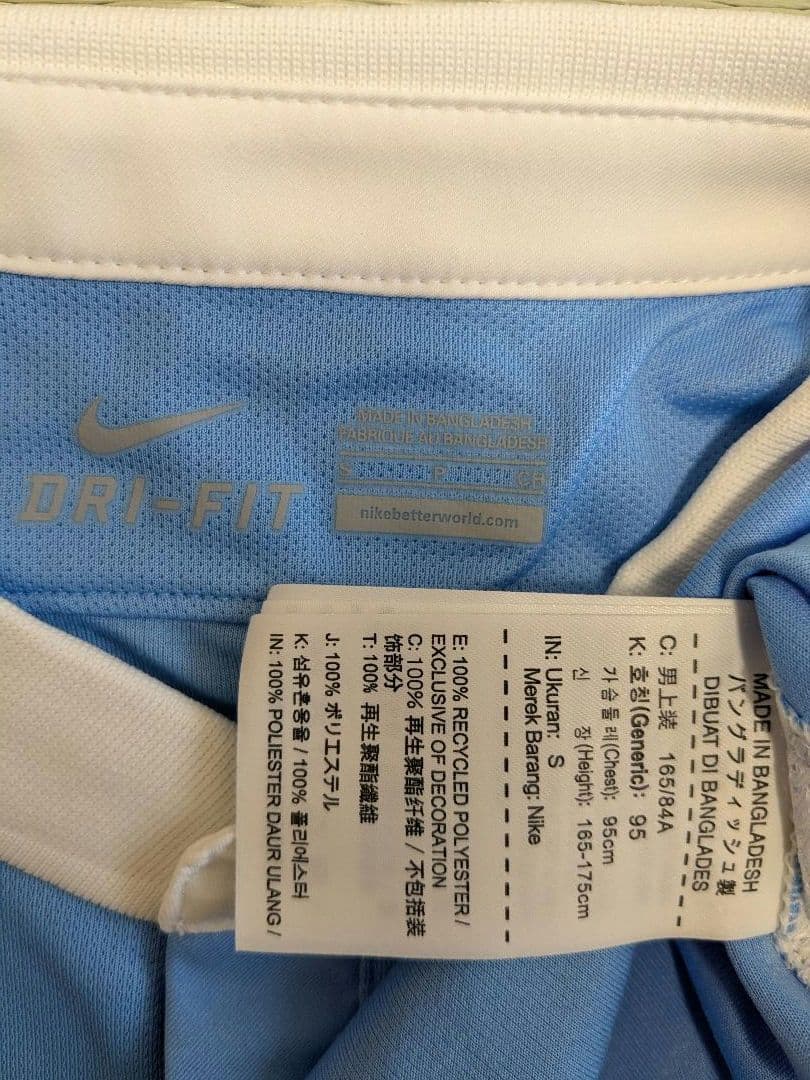 DRI-FIT
MADE IN BANGLADESH
FABRIQUE AU BANGLADESH
S P CH
nikebetterworld.com
MADE IN BANGLADESH
バングラディッシュ製
DIBUAT DI BANGLADES
C: 男上装 165/84A
K: 호칭(Generic): 95
가슴둘레(Chest): 95cm
신 장(Height): 165-175cm
IN: Ukuran: S
Merek Barang: Nike
E: 100% RECYCLED POLYESTER /
EXCLUSIVE OF DECORATION
C: 100% 再生聚酯纤维 / 不包括装
饰部分
T: 100% 再生聚酯纖維
J: 100% ポリエステル
K: 섬유혼용율 / 100% 폴리에스터
IN: 100% POLIESTER DAUR ULANG /